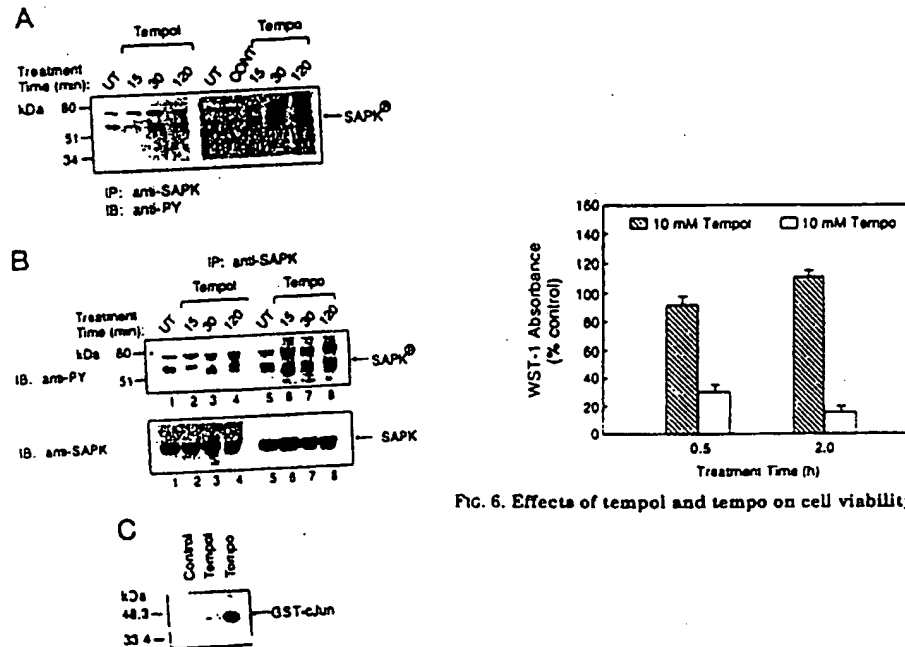 A
Tempol
Tempo
Treatment
Time (min):
UT 15 30 120 UT CONT 15 30 120
kDa 80
51
34
SAPK Ⓟ
IP: anti-SAPK
IB: anti-PY
B
IP: anti-SAPK
Tempol
Tempo
Treatment
Time (min):
UT 15 30 120 UT 15 30 120
kDa 80
51
SAPK Ⓟ
IB. anti-PY
1 2 3 4 5 6 7 8
IB. anti-SAPK
SAPK
1 2 3 4 5 6 7 8
C
Control
Tempol
Tempo
kDa
48.3
33.4
GST-cJun
160
140
120
100
80
60
40
20
0
WST-1 Absorbance
(% control)
10 mM Tempol
10 mM Tempo
0.5 2.0
Treatment Time (h)
FIG. 6. Effects of tempol and tempo on cell viability